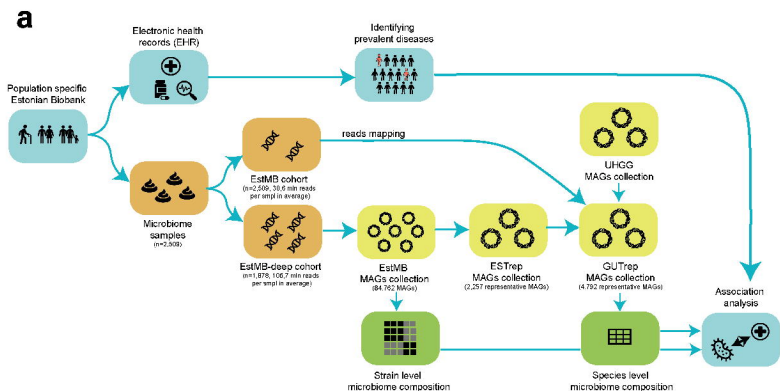 a
Electronic health
records (EHR)
Identifying
prevalent diseases
Population specific
Estonian Biobank
reads mapping
UHGG
MAGs collection
EstMB cohort
(n=2,509, 30,6 mln reads
per smpl in average)
Microbiome
samples
(n=2,509)
EstMB-deep cohort
(n=1,878, 106,7 mln reads
per smpl in average)
EstMB
MAGs collection
(84,762 MAGs)
ESTrep
MAGs collection
(2,257 representative MAGs)
GUTrep
MAGs collection
(4,792 representative MAGs)
Association
analysis
Strain level
microbiome composition
Species level
microbiome composition